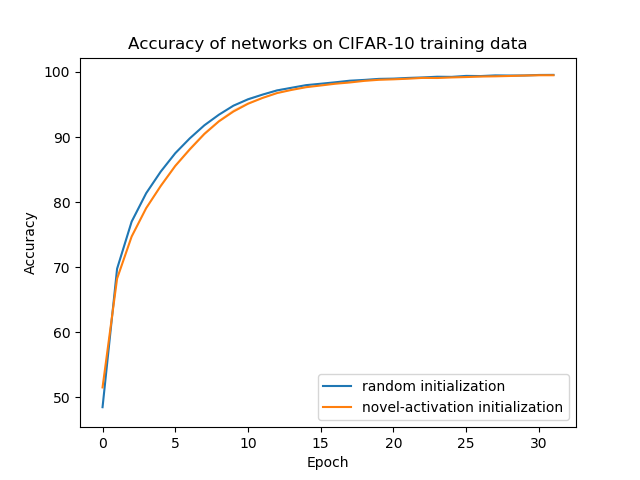 Accuracy of networks on CIFAR-10 training data
100
90
80
70
60
50
Accuracy
0 5 10 15 20 25 30
Epoch
random initialization
novel-activation initialization